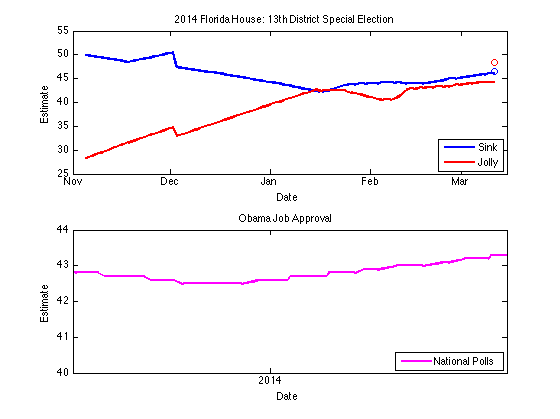 2014 Florida House: 13th District Special Election
55
50
45
40
35
30
25
Estimate
Sink
Jolly
Nov Dec Jan Feb Mar
Date
Obama Job Approval
44
43
42
41
40
Estimate
National Polls
2014
Date